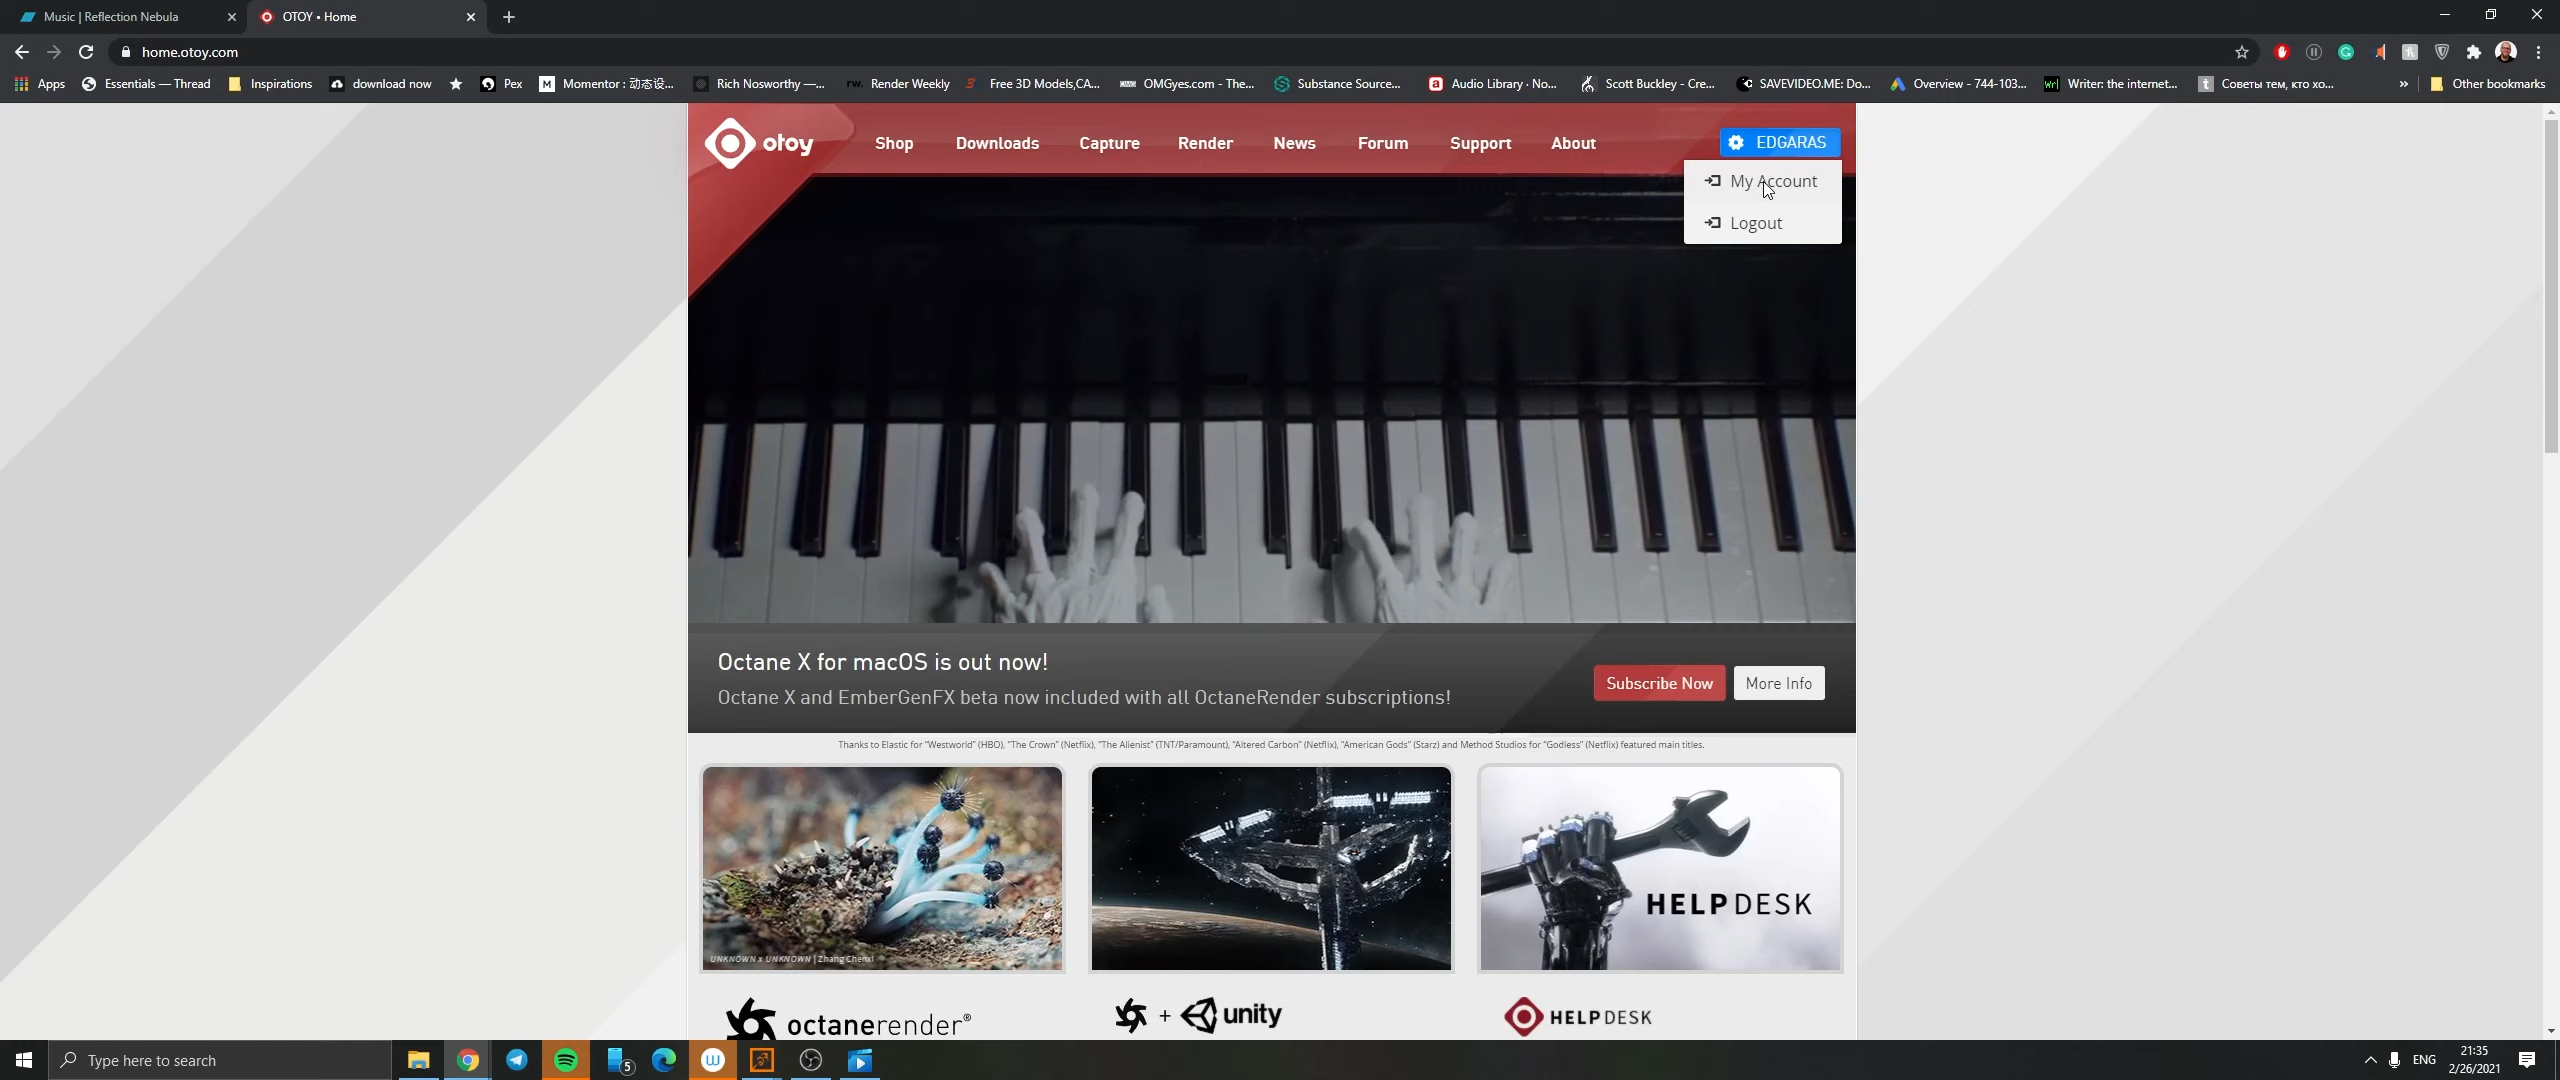 Music | Reflection Nebula
OTOY • Home
home.otoy.com
Apps
Essentials — Thread
Inspirations
download now
Pex
Momentor : 动态设...
Rich Nosworthy —...
rw.
Render Weekly
Free 3D Models,CA...
OMGyes.com - The...
Substance Source...
Audio Library · No...
Scott Buckley - Cre...
SAVEVIDEO.ME: Do...
Overview - 744-103...
Writer: the internet...
Советы тем, кто хо...
»
Other bookmarks
otoy
Shop
Downloads
Capture
Render
News
Forum
Support
About
EDGARAS
My Account
Logout
Octane X for macOS is out now!
Octane X and EmberGenFX beta now included with all OctaneRender subscriptions!
Subscribe Now
More Info
Thanks to Elastic for "Westworld" (HBO), "The Crown" (Netflix), "The Alienist" (TNT/Paramount), "Altered Carbon" (Netflix), "American Gods" (Starz) and Method Studios for "Godless" (Netflix) featured main titles.
UNKNOWN x UNKNOWN | Zhang Chenxi
HELPDESK
octanerender®
+ unity
HELPDESK
Type here to search
5
ENG
21:35
2/26/2021